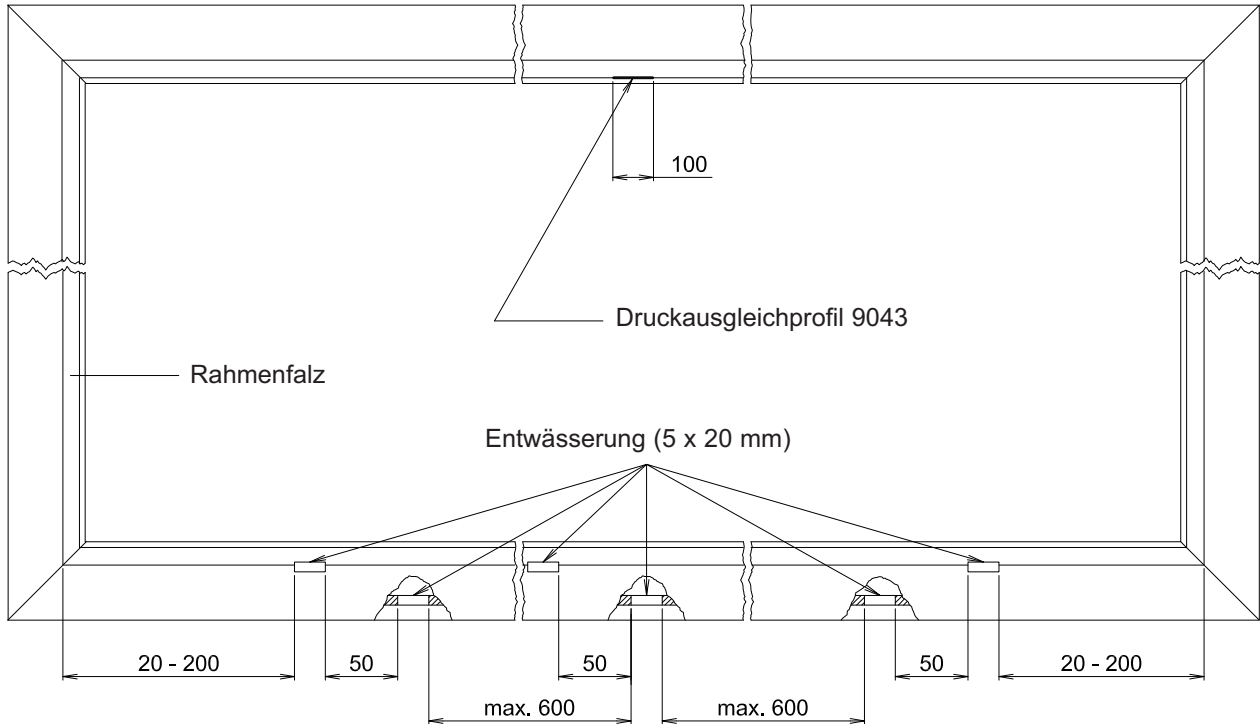 100
Druckausgleichprofil 9043
Rahmenfalz
Entwässerung (5 x 20 mm)
20 - 200
50
50
50
20 - 200
max. 600
max. 600